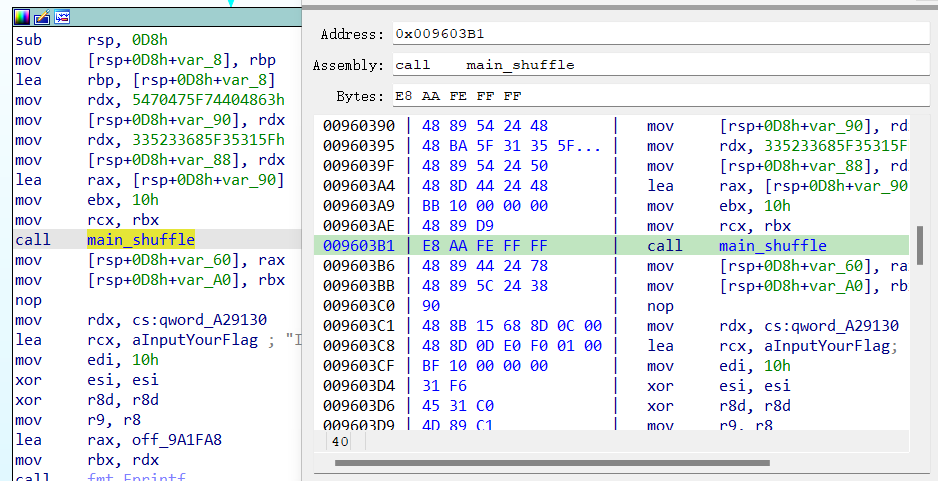 sub rsp, 0D8h
mov [rsp+0D8h+var_8], rbp
lea rbp, [rsp+0D8h+var_8]
mov rdx, 5470475F74404863h
mov [rsp+0D8h+var_90], rdx
mov rdx, 335233685F35315Fh
mov [rsp+0D8h+var_88], rdx
lea rax, [rsp+0D8h+var_90]
mov ebx, 10h
mov rcx, rbx
call main_shuffle
mov [rsp+0D8h+var_60], rax
mov [rsp+0D8h+var_A0], rbx
nop
mov rdx, cs:qword_A29130
lea rcx, aInputYourFlag ; "I
mov edi, 10h
xor esi, esi
xor r8d, r8d
mov r9, r8
lea rax, off_9A1FA8
mov rbx, rdx
call fmt_Fprintf
Address: 0x009603B1
Assembly: call main_shuffle
Bytes: E8 AA FE FF FF
00960390 | 48 89 54 24 48 | mov [rsp+0D8h+var_90], rd
00960395 | 48 BA 5F 31 35 5F... | mov rdx, 335233685F35315F
0096039F | 48 89 54 24 50 | mov [rsp+0D8h+var_88], rd
009603A4 | 48 8D 44 24 48 | lea rax, [rsp+0D8h+var_90
009603A9 | BB 10 00 00 00 | mov ebx, 10h
009603AE | 48 89 D9 | mov rcx, rbx
009603B1 | E8 AA FE FF FF | call main_shuffle
009603B6 | 48 89 44 24 78 | mov [rsp+0D8h+var_60], ra
009603BB | 48 89 5C 24 38 | mov [rsp+0D8h+var_A0], rb
009603C0 | 90 | nop
009603C1 | 48 8B 15 68 8D 0C 00 | mov rdx, cs:qword_A29130
009603C8 | 48 8D 0D E0 F0 01 00 | lea rcx, aInputYourFlag;
009603CF | BF 10 00 00 00 | mov edi, 10h
009603D4 | 31 F6 | xor esi, esi
009603D6 | 45 31 C0 | xor r8d, r8d
009603D9 | 4D 89 C1 | mov r9, r8
40